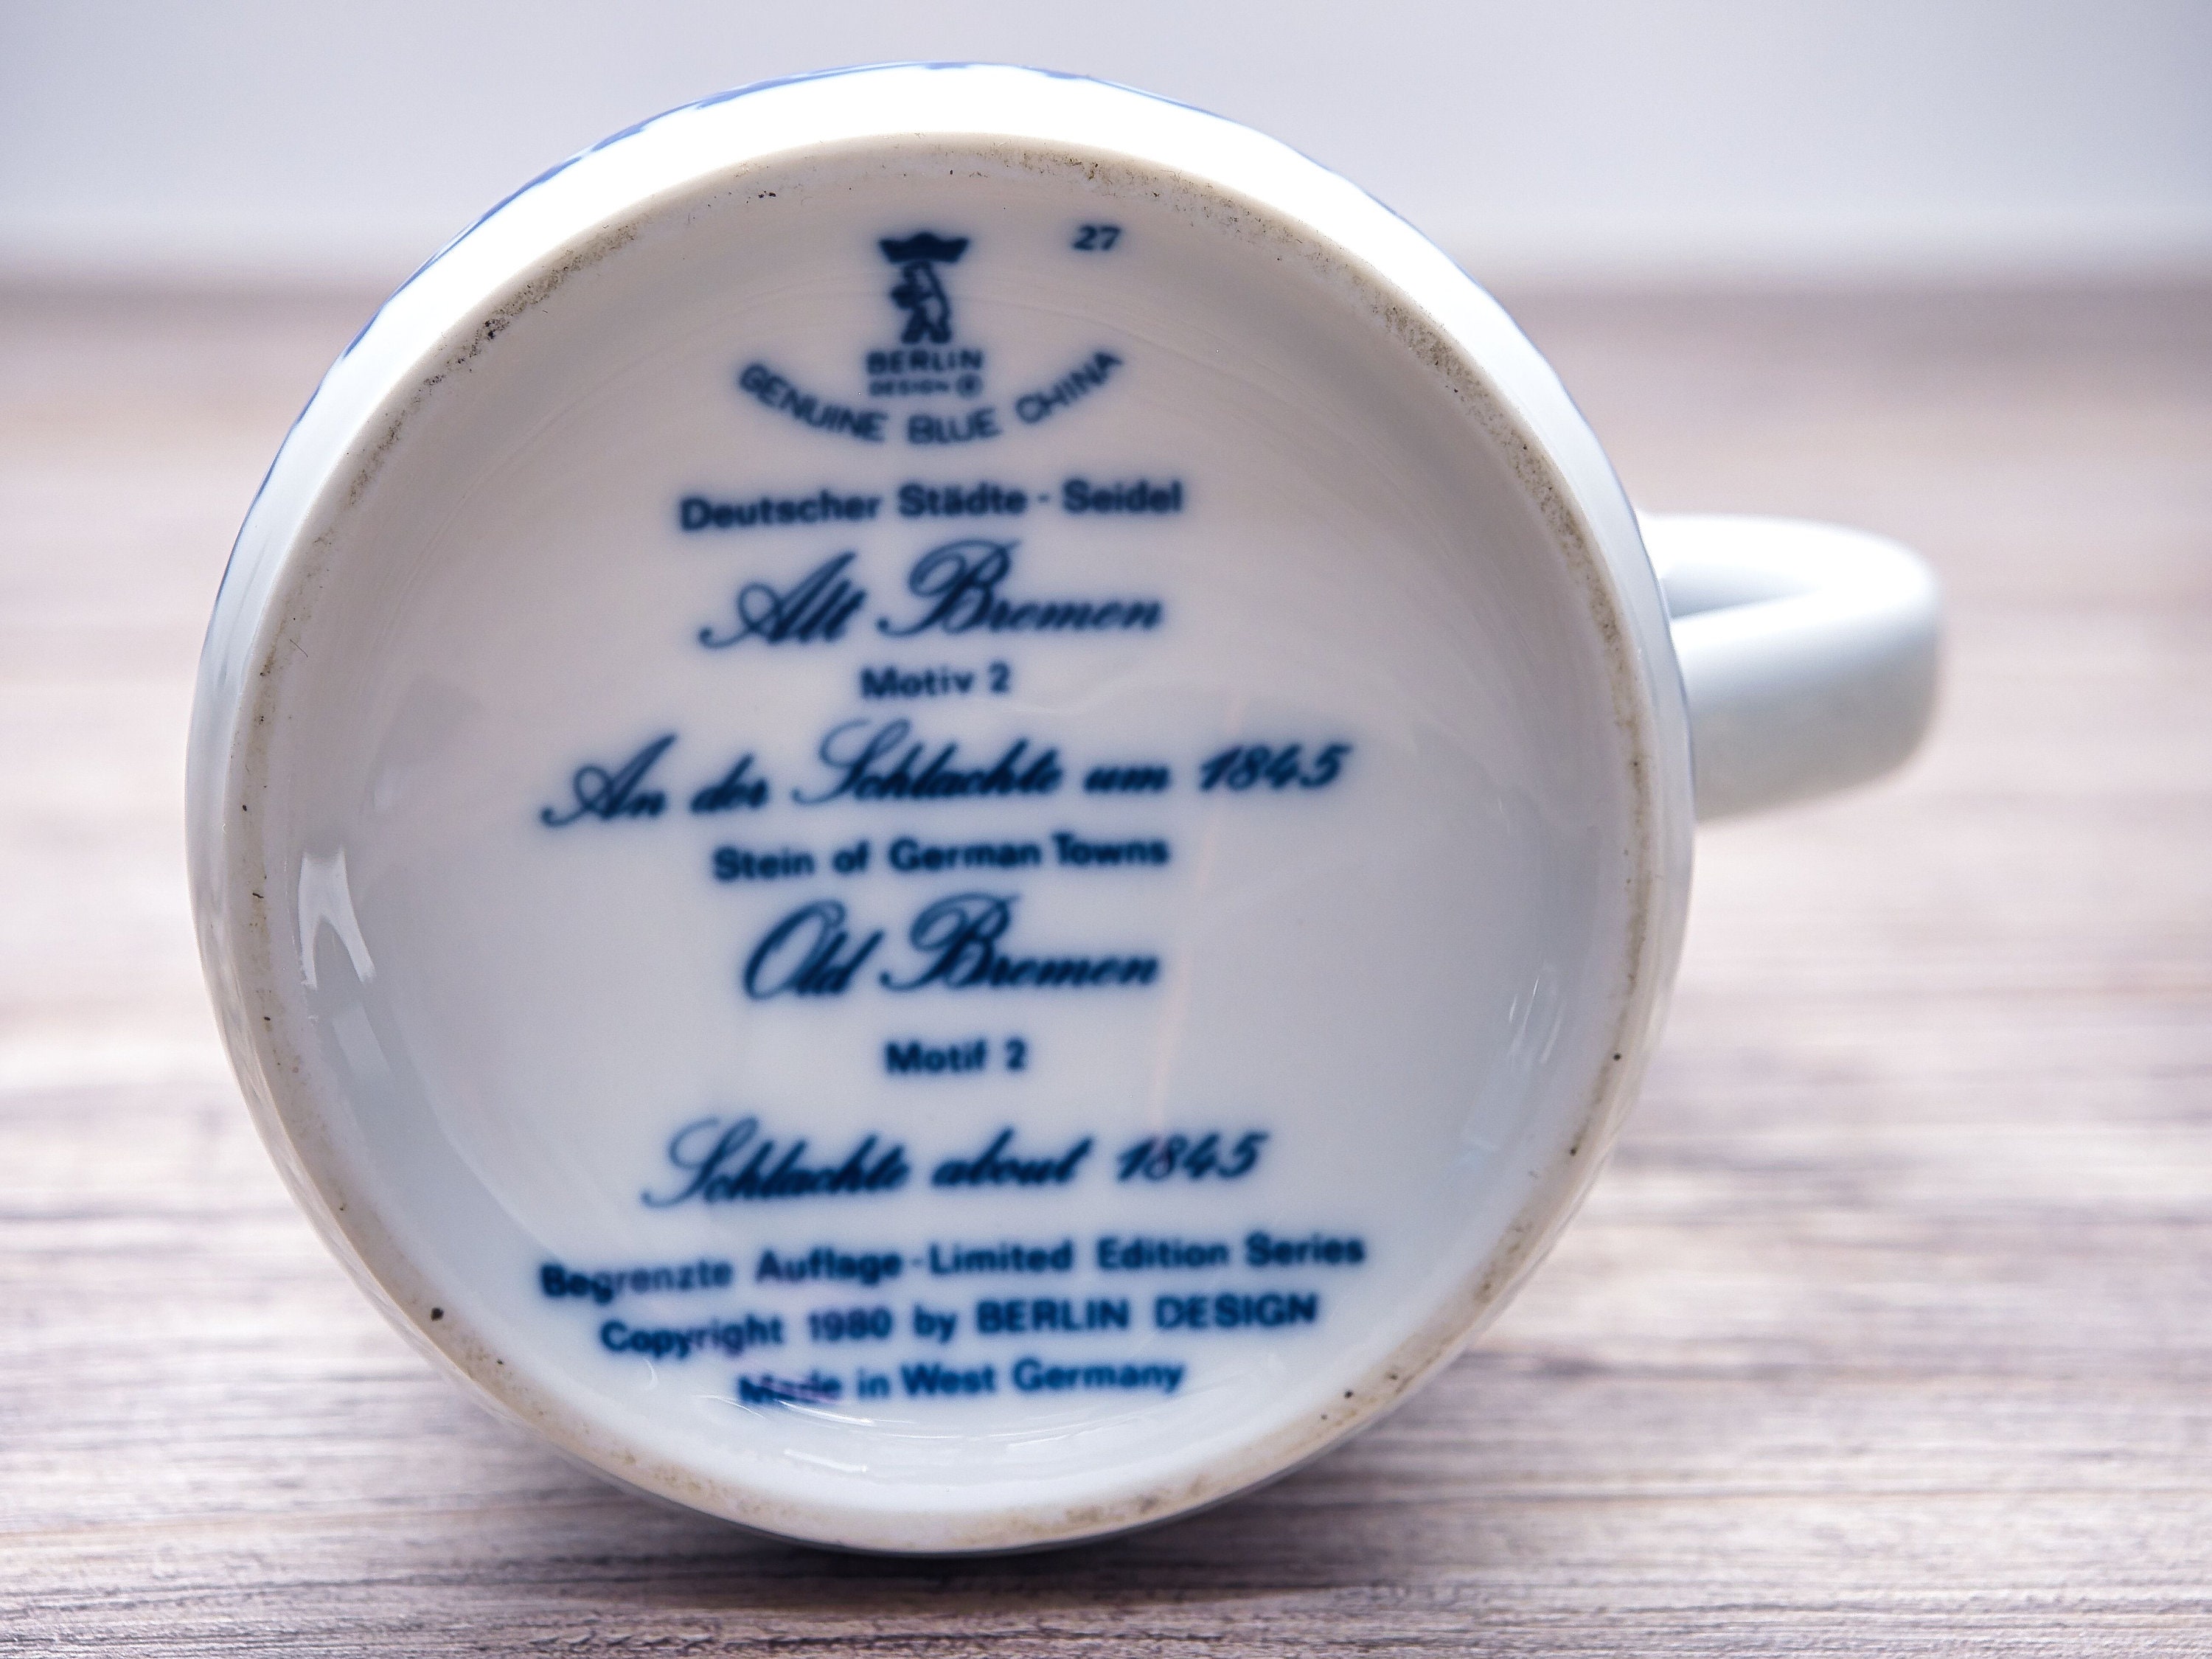 27
BERLIN
DESIGN ®
GENUINE BLUE CHINA
Deutscher Städte - Seidel
Alt Bremen
Motiv 2
An der Schlachte um 1845
Stein of German Towns
Old Bremen
Motif 2
Schlachte about 1845
Begrenzte Auflage - Limited Edition Series
Copyright 1980 by BERLIN DESIGN
Made in West Germany